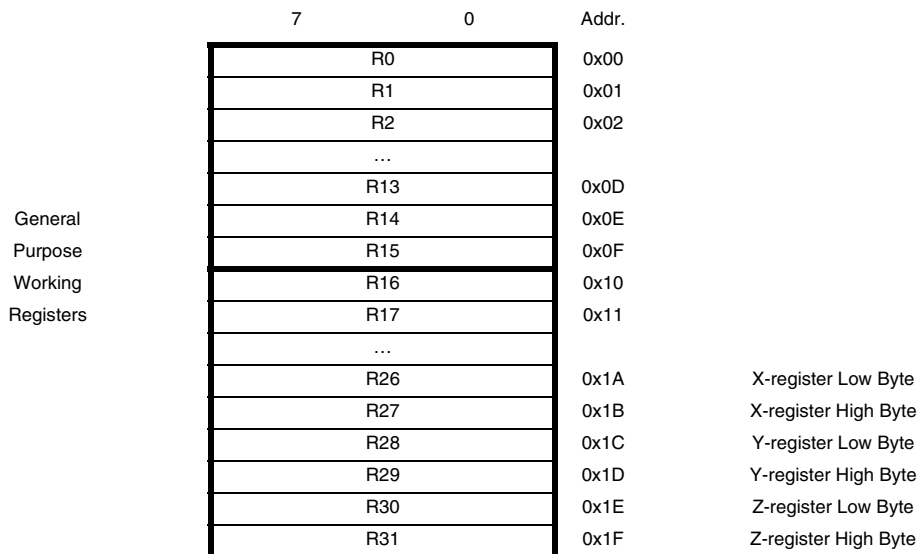 7 0 Addr.
R0 0x00
R1 0x01
R2 0x02
…
R13 0x0D
General R14 0x0E
Purpose R15 0x0F
Working R16 0x10
Registers R17 0x11
…
R26 0x1A X-register Low Byte
R27 0x1B X-register High Byte
R28 0x1C Y-register Low Byte
R29 0x1D Y-register High Byte
R30 0x1E Z-register Low Byte
R31 0x1F Z-register High Byte